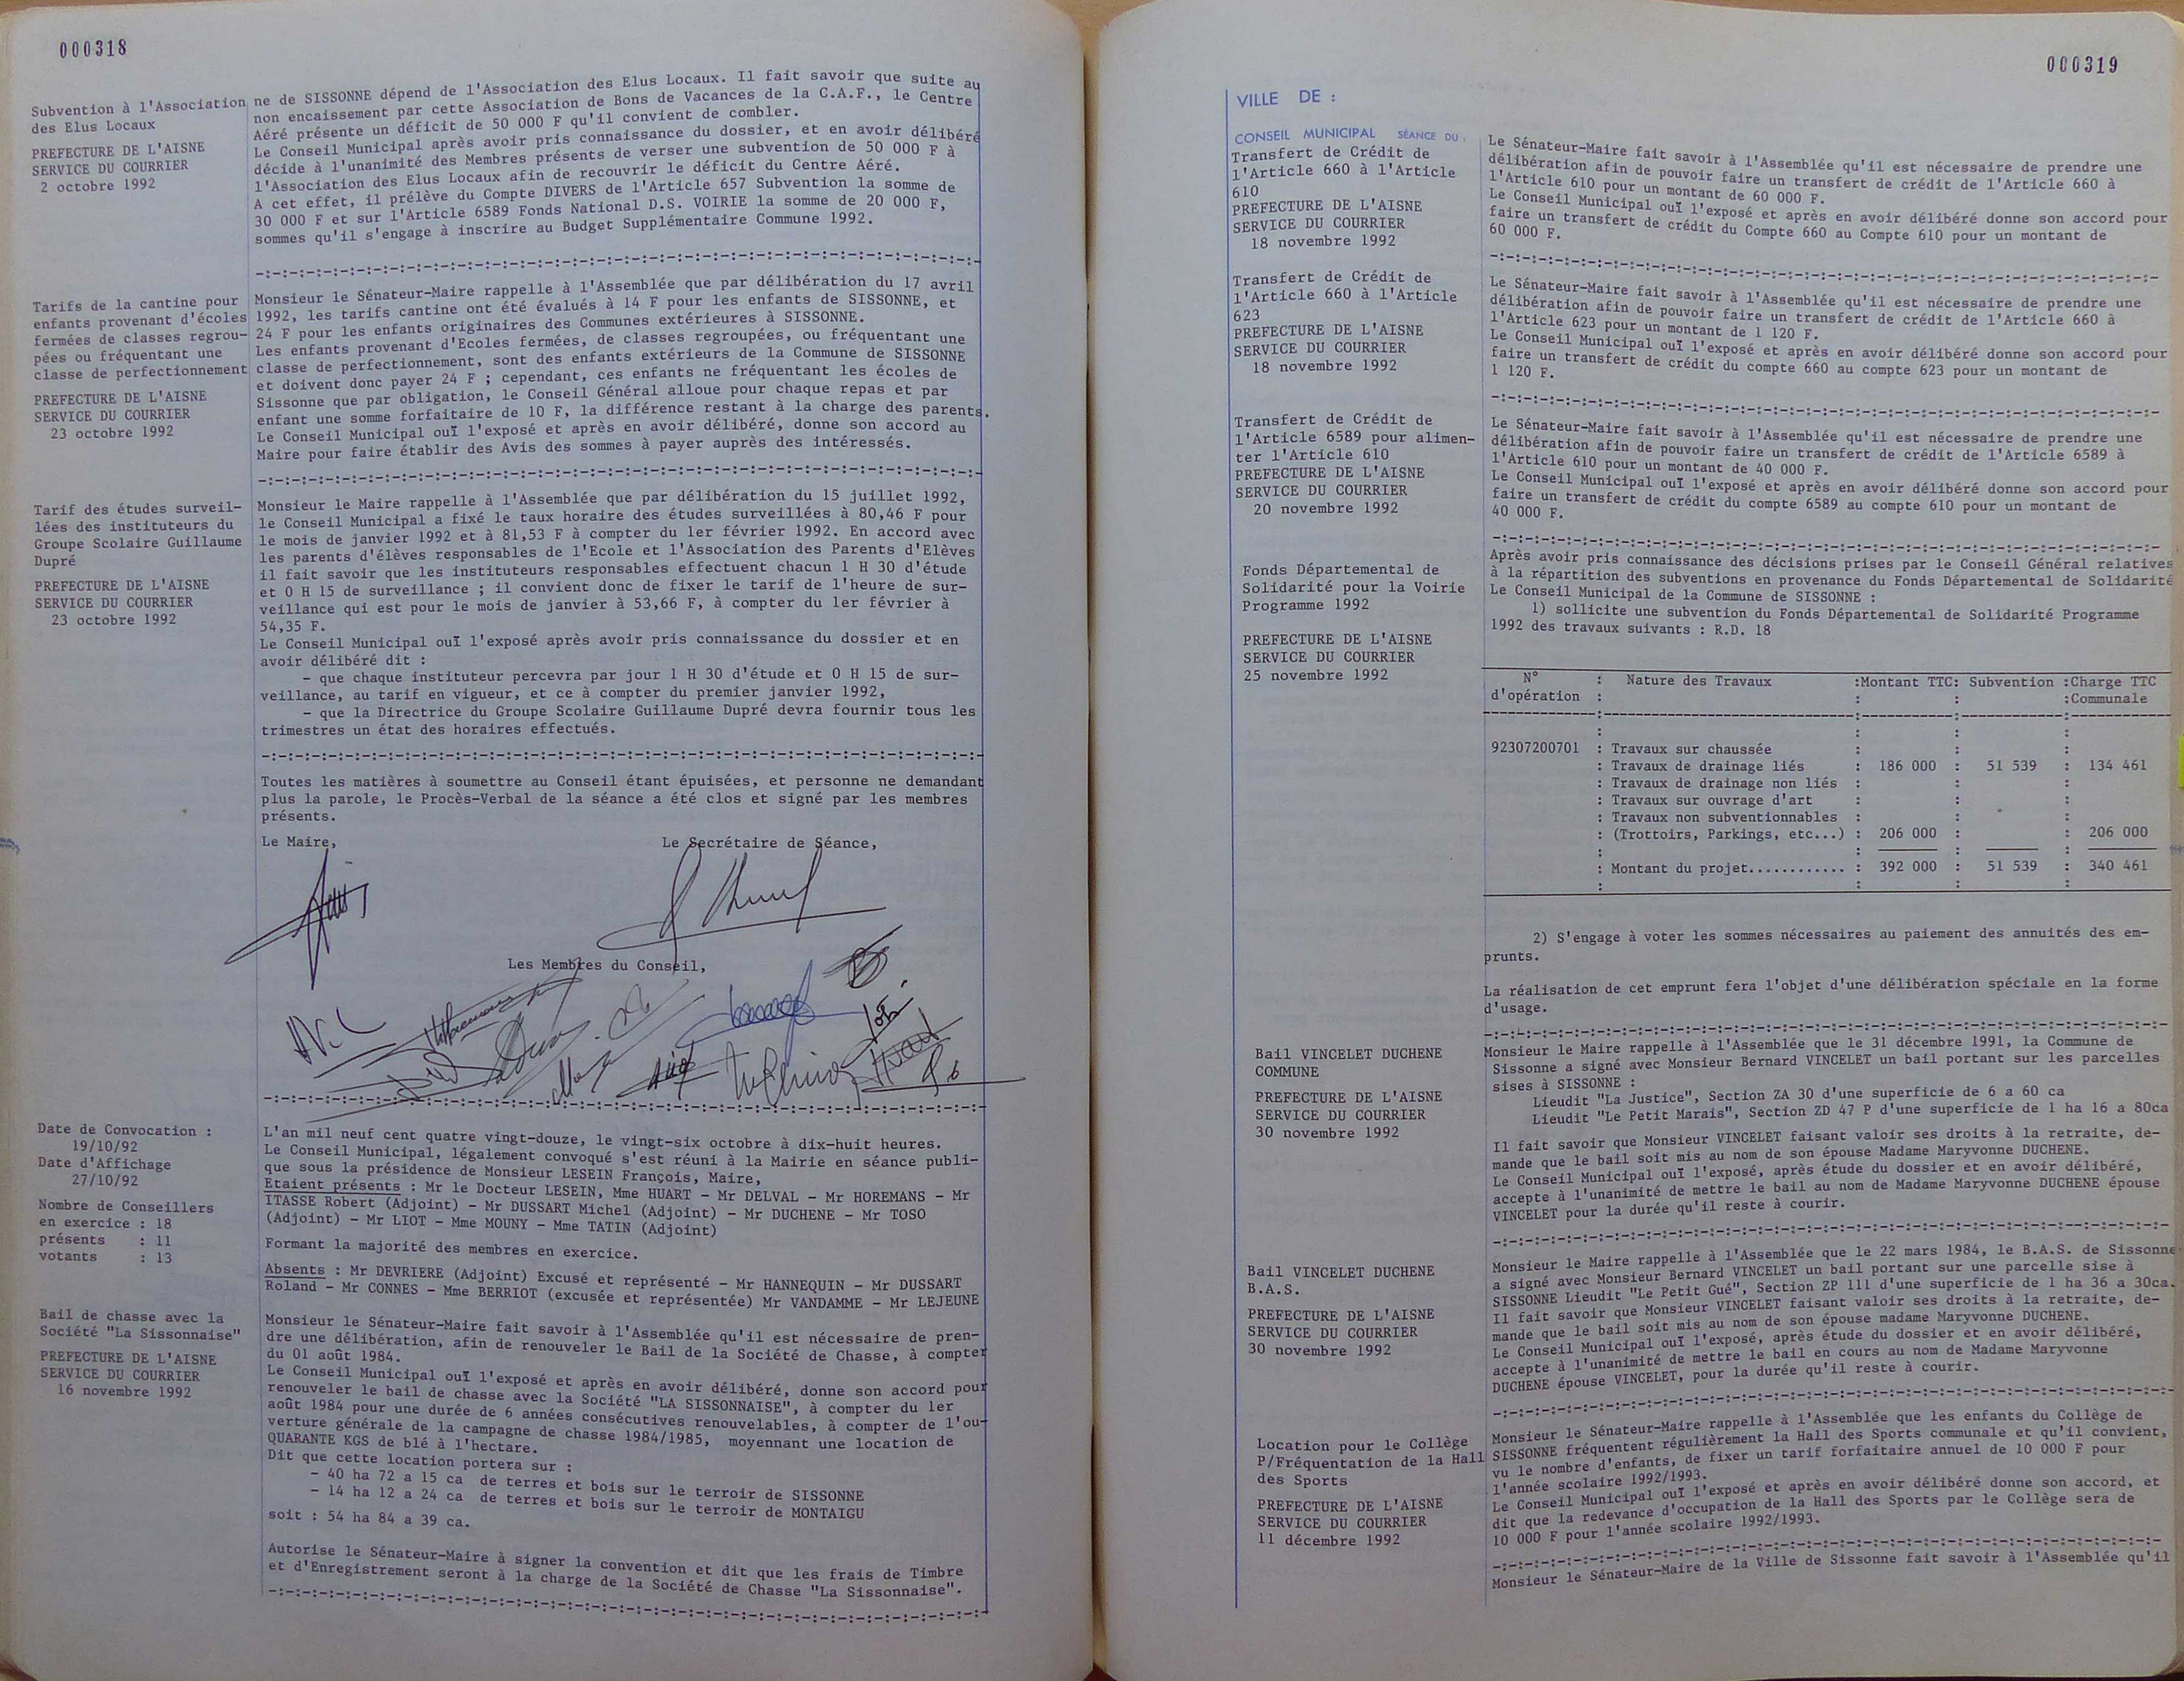 000318
Subvention à l'Association
des Elus Locaux
PREFECTURE DE L'AISNE
SERVICE DU COURRIER
2 octobre 1992
ne de SISSONNE dépend de l'Association des Elus Locaux. Il fait savoir que suite au
non encaissement par cette Association de Bons de Vacances de la C.A.F., le Centre
Aéré présente un déficit de 50 000 F qu'il convient de combler.
Le Conseil Municipal après avoir pris connaissance du dossier, et en avoir délibéré
décide à l'unanimité des Membres présents de verser une subvention de 50 000 F à
l'Association des Elus Locaux afin de recouvrir le déficit du Centre Aéré.
A cet effet, il prélève du Compte DIVERS de l'Article 657 Subvention la somme de
30 000 F et sur l'Article 6589 Fonds National D.S. VOIRIE la somme de 20 000 F,
sommes qu'il s'engage à inscrire au Budget Supplémentaire Commune 1992.
Tarifs de la cantine pour
enfants provenant d'écoles
fermées de classes regrou-
pées ou fréquentant une
classe de perfectionnement
PREFECTURE DE L'AISNE
SERVICE DU COURRIER
23 octobre 1992
Monsieur le Sénateur-Maire rappelle à l'Assemblée que par délibération du 17 avril
1992, les tarifs cantine ont été évalués à 14 F pour les enfants de SISSONNE, et
24 F pour les enfants originaires des Communes extérieures à SISSONNE.
Les enfants provenant d'Ecoles fermées, de classes regroupées, ou fréquentant une
classe de perfectionnement, sont des enfants extérieurs de la Commune de SISSONNE
et doivent donc payer 24 F ; cependant, ces enfants ne fréquentant les écoles de
Sissonne que par obligation, le Conseil Général alloue pour chaque repas et par
enfant une somme forfaitaire de 10 F, la différence restant à la charge des parents.
Le Conseil Municipal ouï l'exposé et après en avoir délibéré, donne son accord au
Maire pour faire établir des Avis des sommes à payer auprès des intéressés.
Tarif des études surveil-
lées des instituteurs du
Groupe Scolaire Guillaume
Dupré
PREFECTURE DE L'AISNE
SERVICE DU COURRIER
23 octobre 1992
Monsieur le Maire rappelle à l'Assemblée que par délibération du 15 juillet 1992,
le Conseil Municipal a fixé le taux horaire des études surveillées à 80,46 F pour
le mois de janvier 1992 et à 81,53 F à compter du 1er février 1992. En accord avec
les parents d'élèves responsables de l'Ecole et l'Association des Parents d'Elèves
il fait savoir que les instituteurs responsables effectuent chacun 1 H 30 d'étude
et 0 H 15 de surveillance ; il convient donc de fixer le tarif de l'heure de sur-
veillance qui est pour le mois de janvier à 53,66 F, à compter du 1er février à
54,35 F.
Le Conseil Municipal ouï l'exposé après avoir pris connaissance du dossier et en
avoir délibéré dit :
- que chaque instituteur percevra par jour 1 H 30 d'étude et 0 H 15 de sur-
veillance, au tarif en vigueur, et ce à compter du premier janvier 1992,
- que la Directrice du Groupe Scolaire Guillaume Dupré devra fournir tous les
trimestres un état des horaires effectués.
Toutes les matières à soumettre au Conseil étant épuisées, et personne ne demandant
plus la parole, le Procès-Verbal de la séance a été clos et signé par les membres
présents.
Le Maire, Le Secrétaire de Séance,
Les Membres du Conseil,
Date de Convocation :
19/10/92
Date d'Affichage
27/10/92
Nombre de Conseillers
en exercice : 18
présents : 11
votants : 13
L'an mil neuf cent quatre vingt-douze, le vingt-six octobre à dix-huit heures.
Le Conseil Municipal, légalement convoqué s'est réuni à la Mairie en séance publi-
que sous la présidence de Monsieur LESEIN François, Maire,
Etaient présents : Mr le Docteur LESEIN, Mme HUART - Mr DELVAL - Mr HOREMANS - Mr
ITASSE Robert (Adjoint) - Mr DUSSART Michel (Adjoint) - Mr DUCHENE - Mr TOSO
(Adjoint) - Mr LIOT - Mme MOUNY - Mme TATIN (Adjoint)
Formant la majorité des membres en exercice.
Absents : Mr DEVRIERE (Adjoint) Excusé et représenté - Mr HANNEQUIN - Mr DUSSART
Roland - Mr CONNES - Mme BERRIOT (excusée et représentée) Mr VANDAMME - Mr LEJEUNE
Bail de chasse avec la
Société "La Sissonnaise"
PREFECTURE DE L'AISNE
SERVICE DU COURRIER
16 novembre 1992
Monsieur le Sénateur-Maire fait savoir à l'Assemblée qu'il est nécessaire de pren-
dre une délibération, afin de renouveler le Bail de la Société de Chasse, à compter
du 01 août 1984.
Le Conseil Municipal ouï l'exposé et après en avoir délibéré, donne son accord pour
renouveler le bail de chasse avec la Société "LA SISSONNAISE", à compter du 1er
août 1984 pour une durée de 6 années consécutives renouvelables, à compter de l'ou-
verture générale de la campagne de chasse 1984/1985, moyennant une location de
QUARANTE KGS de blé à l'hectare.
Dit que cette location portera sur :
- 40 ha 72 a 15 ca de terres et bois sur le terroir de SISSONNE
- 14 ha 12 a 24 ca de terres et bois sur le terroir de MONTAIGU
soit : 54 ha 84 a 39 ca.
Autorise le Sénateur-Maire à signer la convention et dit que les frais de Timbre
et d'Enregistrement seront à la charge de la Société de Chasse "La Sissonnaise".
000319
VILLE DE :
CONSEIL MUNICIPAL SÉANCE DU :
Transfert de Crédit de
l'Article 660 à l'Article
610
PREFECTURE DE L'AISNE
SERVICE DU COURRIER
18 novembre 1992
Le Sénateur-Maire fait savoir à l'Assemblée qu'il est nécessaire de prendre une
délibération afin de pouvoir faire un transfert de crédit de l'Article 660 à
l'Article 610 pour un montant de 60 000 F.
Le Conseil Municipal ouï l'exposé et après en avoir délibéré donne son accord pour
faire un transfert de crédit du Compte 660 au Compte 610 pour un montant de
60 000 F.
Transfert de Crédit de
l'Article 660 à l'Article
623
PREFECTURE DE L'AISNE
SERVICE DU COURRIER
18 novembre 1992
Le Sénateur-Maire fait savoir à l'Assemblée qu'il est nécessaire de prendre une
délibération afin de pouvoir faire un transfert de crédit de l'Article 660 à
l'Article 623 pour un montant de 1 120 F.
Le Conseil Municipal ouï l'exposé et après en avoir délibéré donne son accord pour
faire un transfert de crédit du compte 660 au compte 623 pour un montant de
1 120 F.
Transfert de Crédit de
l'Article 6589 pour alimen-
ter l'Article 610
PREFECTURE DE L'AISNE
SERVICE DU COURRIER
20 novembre 1992
Le Sénateur-Maire fait savoir à l'Assemblée qu'il est nécessaire de prendre une
délibération afin de pouvoir faire un transfert de crédit de l'Article 6589 à
l'Article 610 pour un montant de 40 000 F.
Le Conseil Municipal ouï l'exposé et après en avoir délibéré donne son accord pour
faire un transfert de crédit du compte 6589 au compte 610 pour un montant de
40 000 F.
Fonds Départemental de
Solidarité pour la Voirie
Programme 1992
PREFECTURE DE L'AISNE
SERVICE DU COURRIER
25 novembre 1992
Après avoir pris connaissance des décisions prises par le Conseil Général relatives
à la répartition des subventions en provenance du Fonds Départemental de Solidarité
Le Conseil Municipal de la Commune de SISSONNE :
1) sollicite une subvention du Fonds Départemental de Solidarité Programme
1992 des travaux suivants : R.D. 18
N° : Nature des Travaux :Montant TTC: Subvention :Charge TTC
d'opération : : : :Communale
92307200701 : Travaux sur chaussée : : :
: Travaux de drainage liés : 186 000 : 51 539 : 134 461
: Travaux de drainage non liés : : :
: Travaux sur ouvrage d'art : : :
: Travaux non subventionnables : : :
: (Trottoirs, Parkings, etc...) : 206 000 : : 206 000
: Montant du projet............ : 392 000 : 51 539 : 340 461
2) S'engage à voter les sommes nécessaires au paiement des annuités des em-
prunts.
La réalisation de cet emprunt fera l'objet d'une délibération spéciale en la forme
d'usage.
Bail VINCELET DUCHENE
COMMUNE
PREFECTURE DE L'AISNE
SERVICE DU COURRIER
30 novembre 1992
Monsieur le Maire rappelle à l'Assemblée que le 31 décembre 1991, la Commune de
Sissonne a signé avec Monsieur Bernard VINCELET un bail portant sur les parcelles
sises à SISSONNE :
Lieudit "La Justice", Section ZA 30 d'une superficie de 6 a 60 ca
Lieudit "Le Petit Marais", Section ZD 47 P d'une superficie de 1 ha 16 a 80ca
Il fait savoir que Monsieur VINCELET faisant valoir ses droits à la retraite, de-
mande que le bail soit mis au nom de son épouse Madame Maryvonne DUCHENE.
Le Conseil Municipal ouï l'exposé, après étude du dossier et en avoir délibéré,
accepte à l'unanimité de mettre le bail au nom de Madame Maryvonne DUCHENE épouse
VINCELET pour la durée qu'il reste à courir.
Bail VINCELET DUCHENE
B.A.S.
PREFECTURE DE L'AISNE
SERVICE DU COURRIER
30 novembre 1992
Monsieur le Maire rappelle à l'Assemblée que le 22 mars 1984, le B.A.S. de Sissonne
a signé avec Monsieur Bernard VINCELET un bail portant sur une parcelle sise à
SISSONNE Lieudit "Le Petit Gué", Section ZP 111 d'une superficie de 1 ha 36 a 30ca.
Il fait savoir que Monsieur VINCELET faisant valoir ses droits à la retraite, de-
mande que le bail soit mis au nom de son épouse madame Maryvonne DUCHENE.
Le Conseil Municipal ouï l'exposé, après étude du dossier et en avoir délibéré,
accepte à l'unanimité de mettre le bail en cours au nom de Madame Maryvonne
DUCHENE épouse VINCELET, pour la durée qu'il reste à courir.
Location pour le Collège
P/Fréquentation de la Hall
des Sports
PREFECTURE DE L'AISNE
SERVICE DU COURRIER
11 décembre 1992
Monsieur le Sénateur-Maire rappelle à l'Assemblée que les enfants du Collège de
SISSONNE fréquentent régulièrement la Hall des Sports communale et qu'il convient,
vu le nombre d'enfants, de fixer un tarif forfaitaire annuel de 10 000 F pour
l'année scolaire 1992/1993.
Le Conseil Municipal ouï l'exposé et après en avoir délibéré donne son accord, et
dit que la redevance d'occupation de la Hall des Sports par le Collège sera de
10 000 F pour l'année scolaire 1992/1993.
Monsieur le Sénateur-Maire de la Ville de Sissonne fait savoir à l'Assemblée qu'il